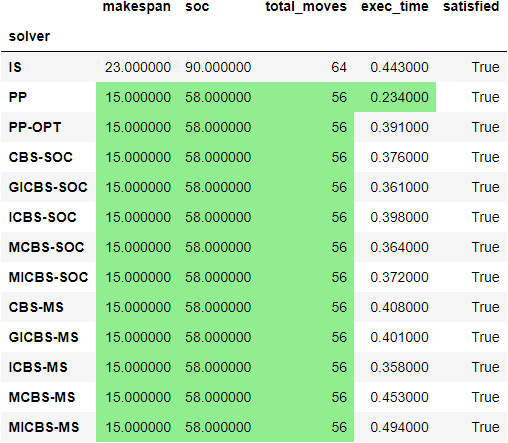 makespan soc total_moves exec_time satisfied
solver
IS 23.000000 90.000000 64 0.443000 True
PP 15.000000 58.000000 56 0.234000 True
PP-OPT 15.000000 58.000000 56 0.391000 True
CBS-SOC 15.000000 58.000000 56 0.376000 True
GICBS-SOC 15.000000 58.000000 56 0.361000 True
ICBS-SOC 15.000000 58.000000 56 0.398000 True
MCBS-SOC 15.000000 58.000000 56 0.364000 True
MICBS-SOC 15.000000 58.000000 56 0.372000 True
CBS-MS 15.000000 58.000000 56 0.408000 True
GICBS-MS 15.000000 58.000000 56 0.401000 True
ICBS-MS 15.000000 58.000000 56 0.358000 True
MCBS-MS 15.000000 58.000000 56 0.453000 True
MICBS-MS 15.000000 58.000000 56 0.494000 True